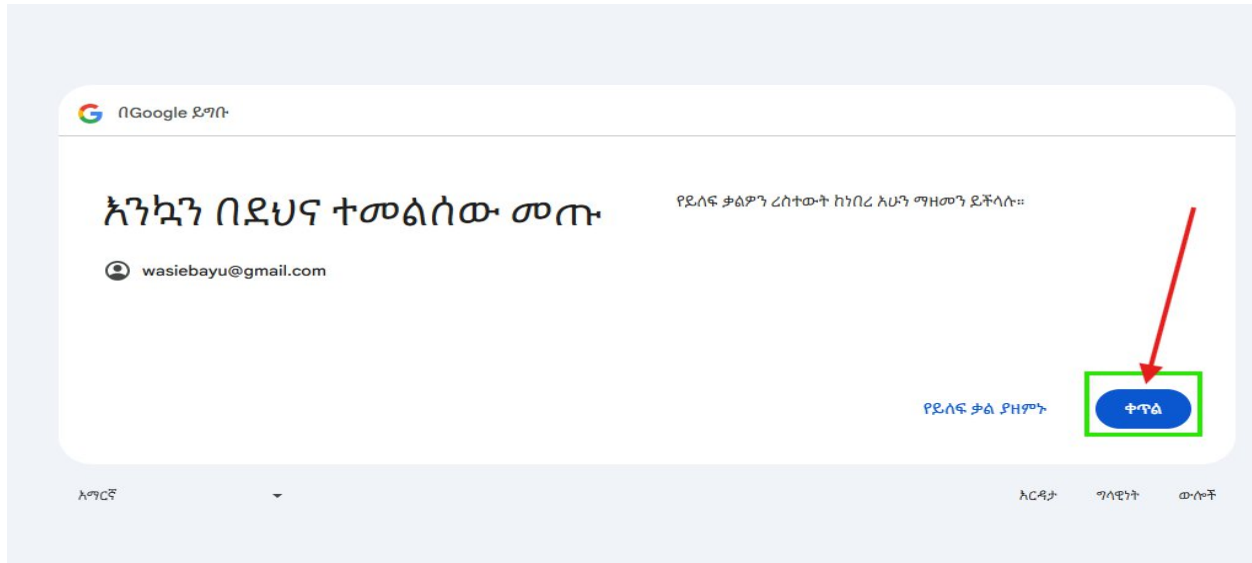 በGoogle ይግቡ
እንኳን በደህና ተመልሰው መጡ
wasiebayu@gmail.com
የይለፍ ቃልዎን ረስተውት ከነበረ አሁን ማዘመን ይችላሉ።
የይለፍ ቃል ያዘምኑ
ቀጥል
አማርኛ
እርዳታ ግላዊነት ውሎች